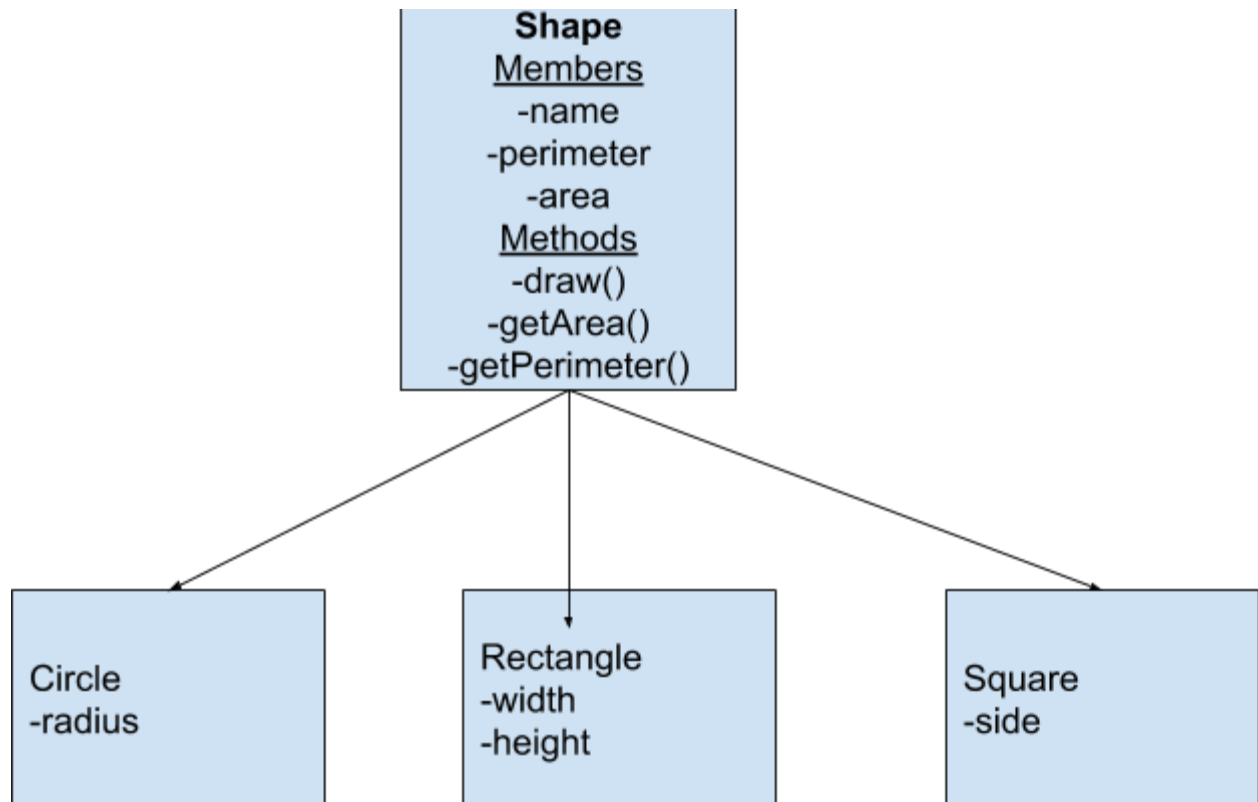 Shape
Members
-name
-perimeter
-area
Methods
-draw()
-getArea()
-getPerimeter()
Circle
-radius
Rectangle
-width
-height
Square
-side